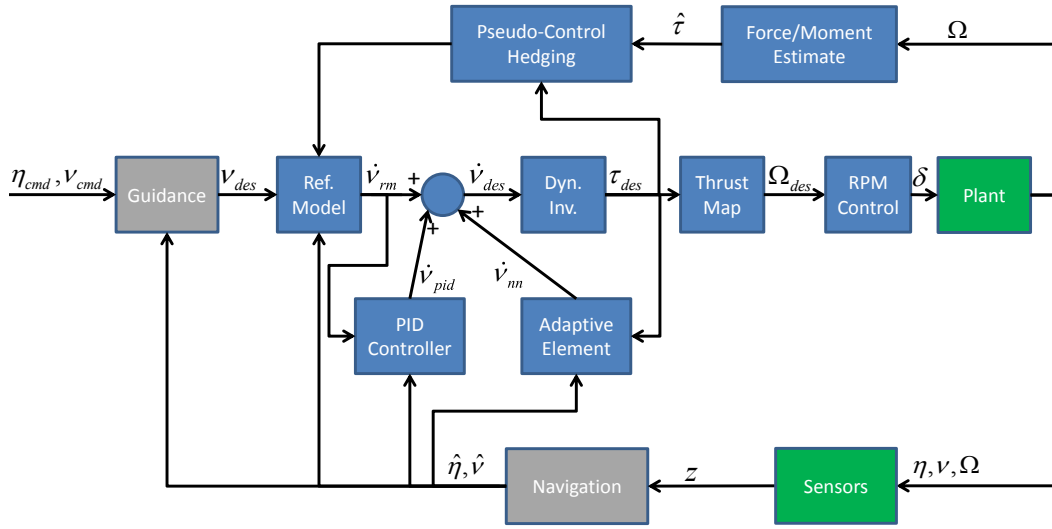 Pseudo-Control
Hedging
τ̂
Force/Moment
Estimate
Ω
η_cmd, ν_cmd
Guidance
ν_des
Ref.
Model
ν̇_rm
+
+
+
ν̇_des
Dyn.
Inv.
τ_des
Thrust
Map
Ω_des
RPM
Control
δ
Plant
ν̇_pid
ν̇_nn
PID
Controller
Adaptive
Element
η̂, ν̂
Navigation
z
Sensors
η, ν, Ω